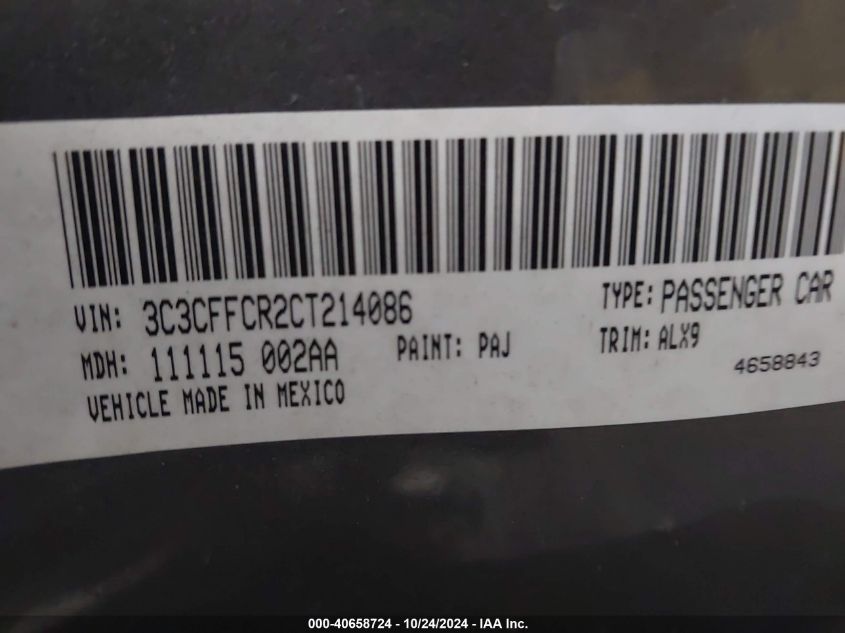 VIN: 3C3CFFCR2CT214086 TYPE: PASSENGER CAR
MDH: 111115 002AA PAINT: PAJ TRIM: ALX9
VEHICLE MADE IN MEXICO 4658843
000-40658724 - 10/24/2024 - IAA Inc.